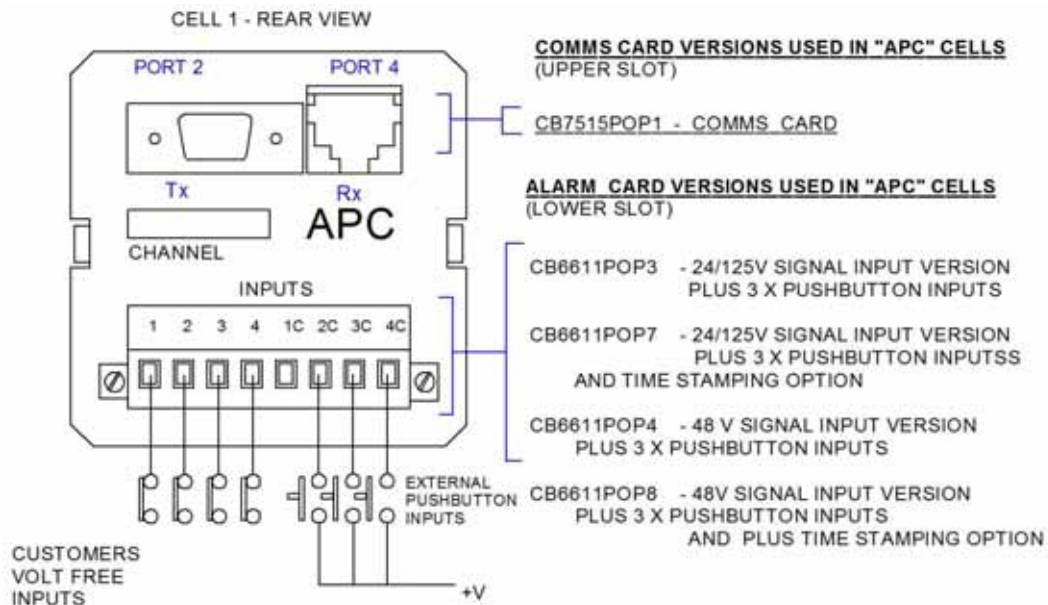 CELL 1 - REAR VIEW
PORT 2
PORT 4
Tx
Rx
APC
CHANNEL
INPUTS
1 2 3 4 1C 2C 3C 4C
EXTERNAL
PUSHBUTTON
INPUTS
CUSTOMERS
VOLT FREE
INPUTS
+V
COMMS CARD VERSIONS USED IN "APC" CELLS
(UPPER SLOT)
CB7515POP1 - COMMS CARD
ALARM CARD VERSIONS USED IN "APC" CELLS
(LOWER SLOT)
CB6611POP3 - 24/125V SIGNAL INPUT VERSION
PLUS 3 X PUSHBUTTON INPUTS
CB6611POP7 - 24/125V SIGNAL INPUT VERSION
PLUS 3 X PUSHBUTTON INPUTSS
AND TIME STAMPING OPTION
CB6611POP4 - 48 V SIGNAL INPUT VERSION
PLUS 3 X PUSHBUTTON INPUTS
CB6611POP8 - 48V SIGNAL INPUT VERSION
PLUS 3 X PUSHBUTTON INPUTS
AND PLUS TIME STAMPING OPTION